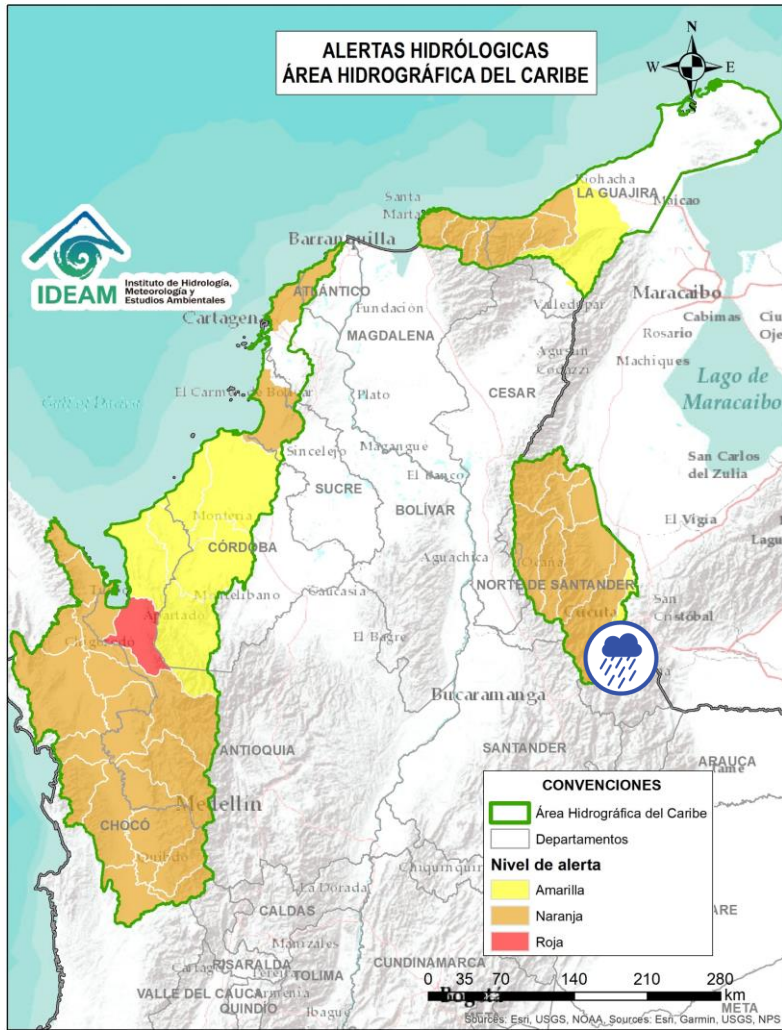 ALERTAS HIDRÓLOGICAS
ÁREA HIDROGRÁFICA DEL CARIBE
N
W E
S
Riohacha
LA GUAJIRA
Maicao
Santa
Marta
Barranquilla
IDEAM
Instituto de Hidrología,
Meteorología y
Estudios Ambientales
ATLÁNTICO
Cartagena
Fundación
Valledupar
Maracaibo
Cabimas
MAGDALENA
Rosario
Agustín
Codazzi
Machiques
CESAR
El Carmen de Bolívar
Plato
Lago de
Maracaibo
Sincelejo
Magangué
El Banco
San Carlos
del Zulia
SUCRE
BOLÍVAR
Montería
El Vigía
CÓRDOBA
Aguachica
Ocaña
NORTE DE SANTANDER
Montelíbano
Caucasia
San
Cristóbal
Cúcuta
Apartado
El Bagre
Bucaramanga
ANTIOQUIA
SANTANDER
ARAUCA
Medellín
CHOCÓ
Quibdó
CONVENCIONES
Área Hidrográfica del Caribe
Departamentos
Nivel de alerta
Amarilla
Naranja
Roja
La Dorada
CALDAS
Manizales
RISARALDA
Pereira
TOLIMA
CUNDINAMARCA
VALLE DEL CAUCA
Armenia
QUINDÍO
Ibagué
Bogotá
META
0 35 70 140 210 280
km
Sources: Esri, USGS, NOAA, Sources: Esri, Garmin, USGS, NPS